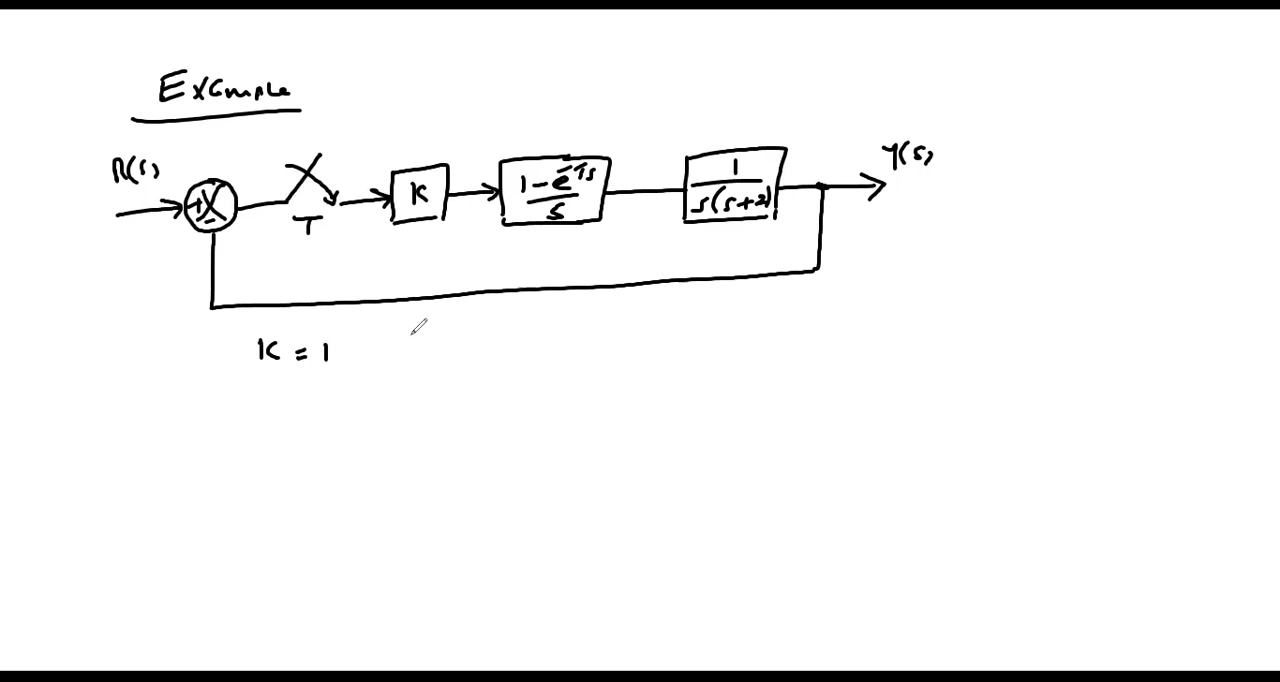 Example
R(s)
T
K
1-e^-Ts
s
1
s(s+2)
Y(s)
+
-
K = 1